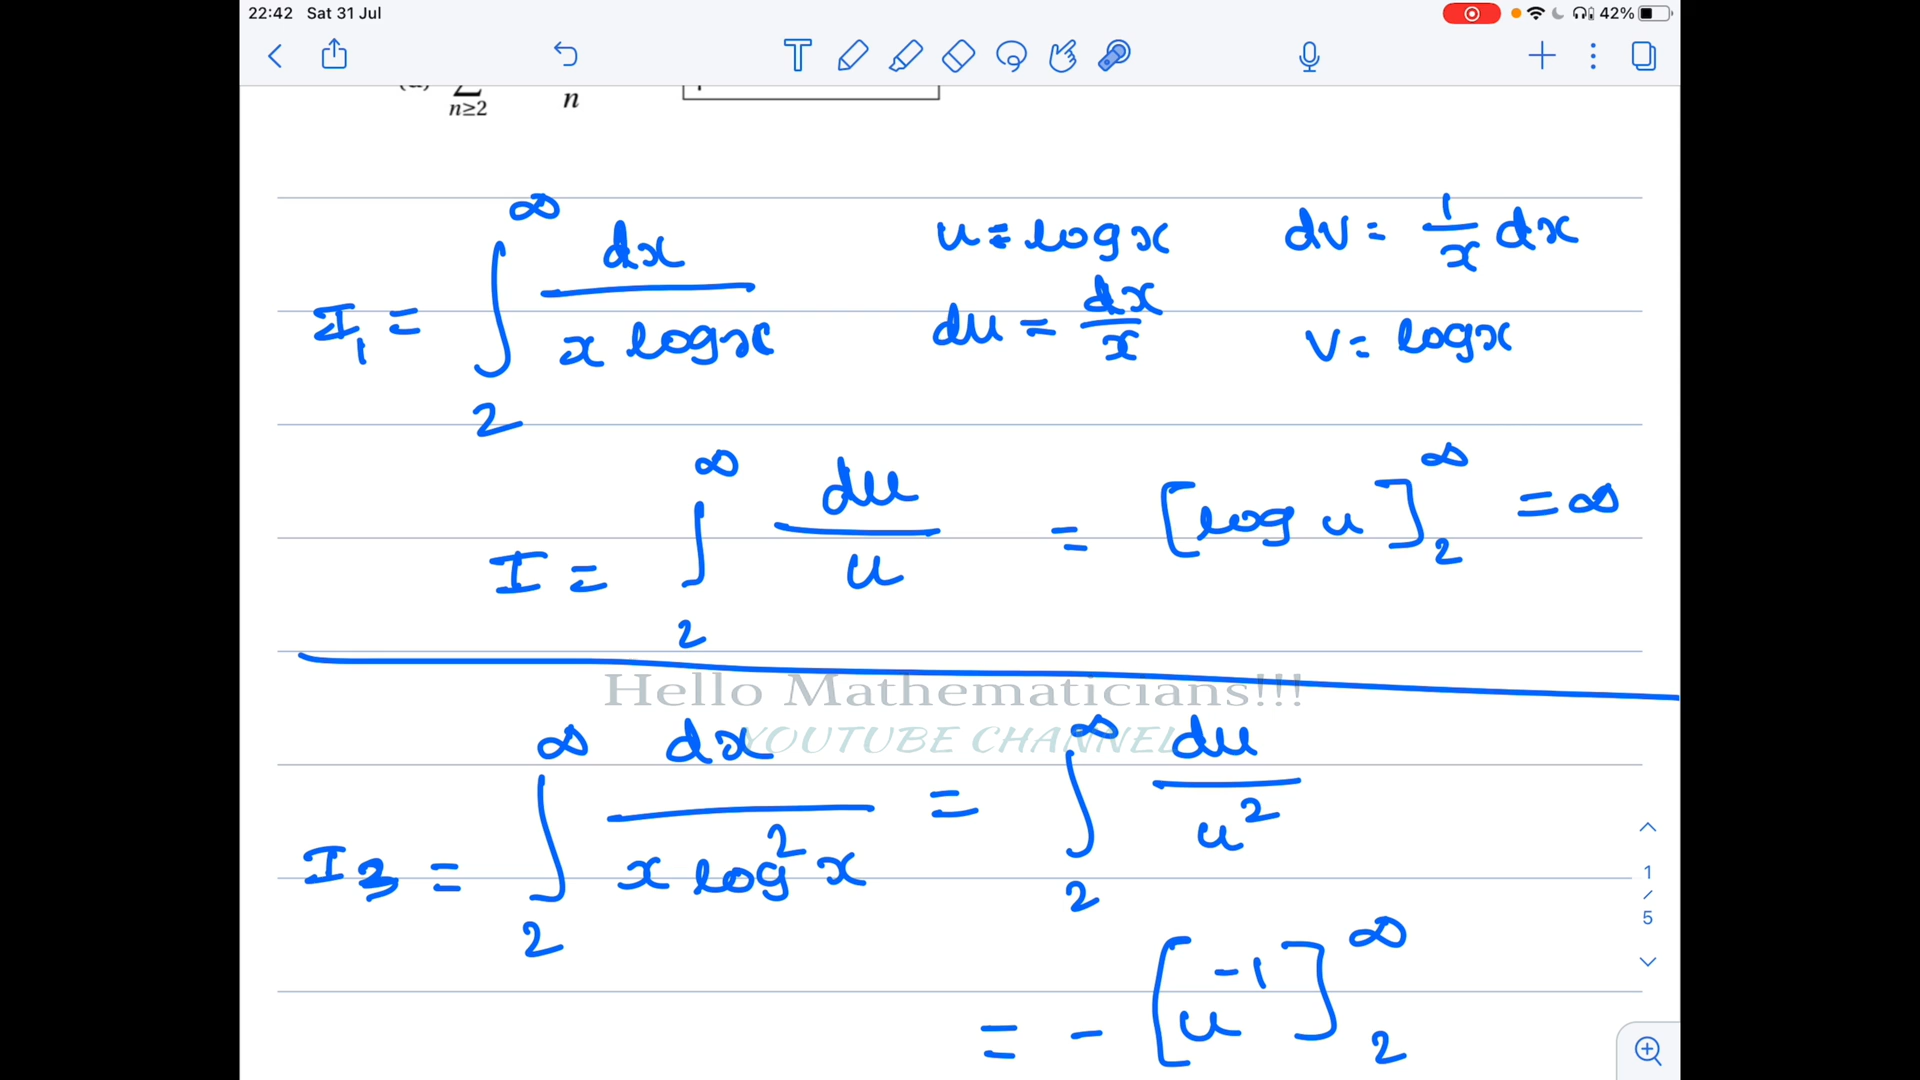 22:42 Sat 31 Jul 42%
n≥2 n
I₁ = ∫₂^∞ dx / (x log x) u = log x dv = 1/x dx
du = dx/x v = log x
I = ∫₂^∞ du/u = [log u]₂^∞ = ∞
Hello Mathematicians!!!
YOUTUBE CHANNEL
= ∫₂^∞ dx / (x log² x) = ∫₂^∞ du/u²
= - [u⁻¹]₂^∞
1
/
5